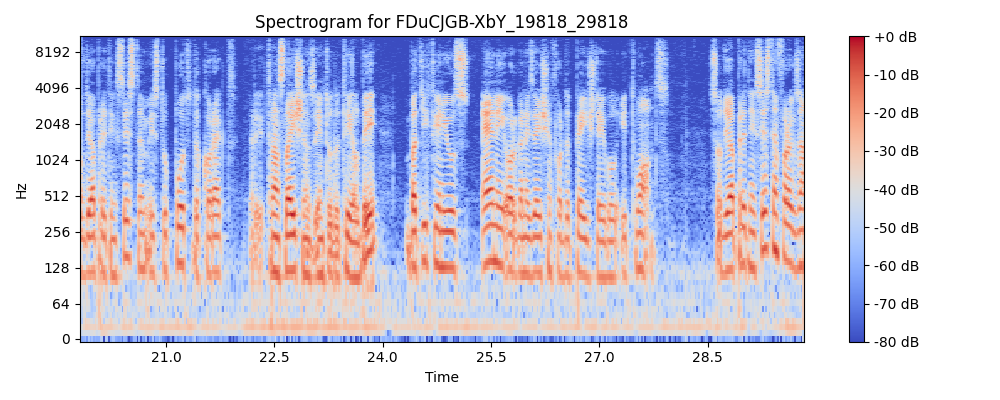 Spectrogram for FDuCJGB-XbY_19818_29818
8192
4096
2048
1024
512
256
128
64
0
Hz
21.0 22.5 24.0 25.5 27.0 28.5
Time
+0 dB
-10 dB
-20 dB
-30 dB
-40 dB
-50 dB
-60 dB
-70 dB
-80 dB